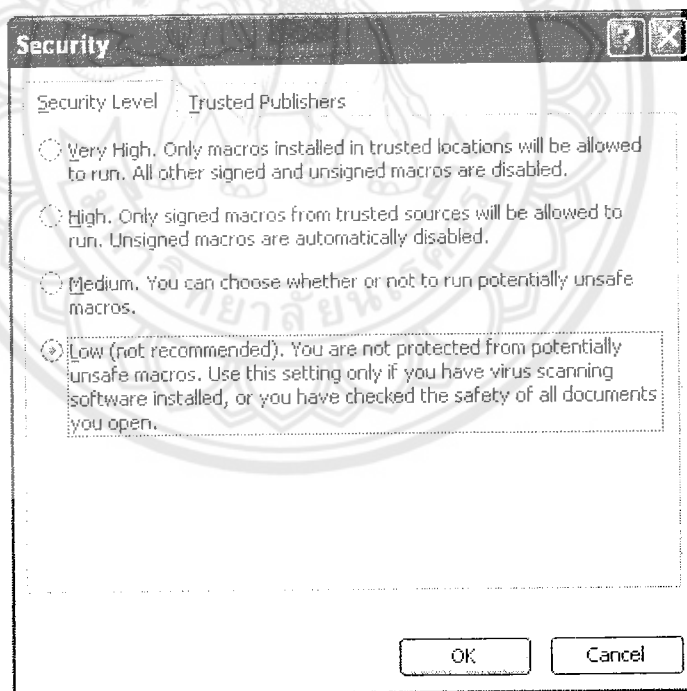 Security
Security Level Trusted Publishers
Very High. Only macros installed in trusted locations will be allowed
to run. All other signed and unsigned macros are disabled.
High. Only signed macros from trusted sources will be allowed to
run. Unsigned macros are automatically disabled.
Medium. You can choose whether or not to run potentially unsafe
macros.
Low (not recommended). You are not protected from potentially
unsafe macros. Use this setting only if you have virus scanning
software installed, or you have checked the safety of all documents
you open.
OK Cancel